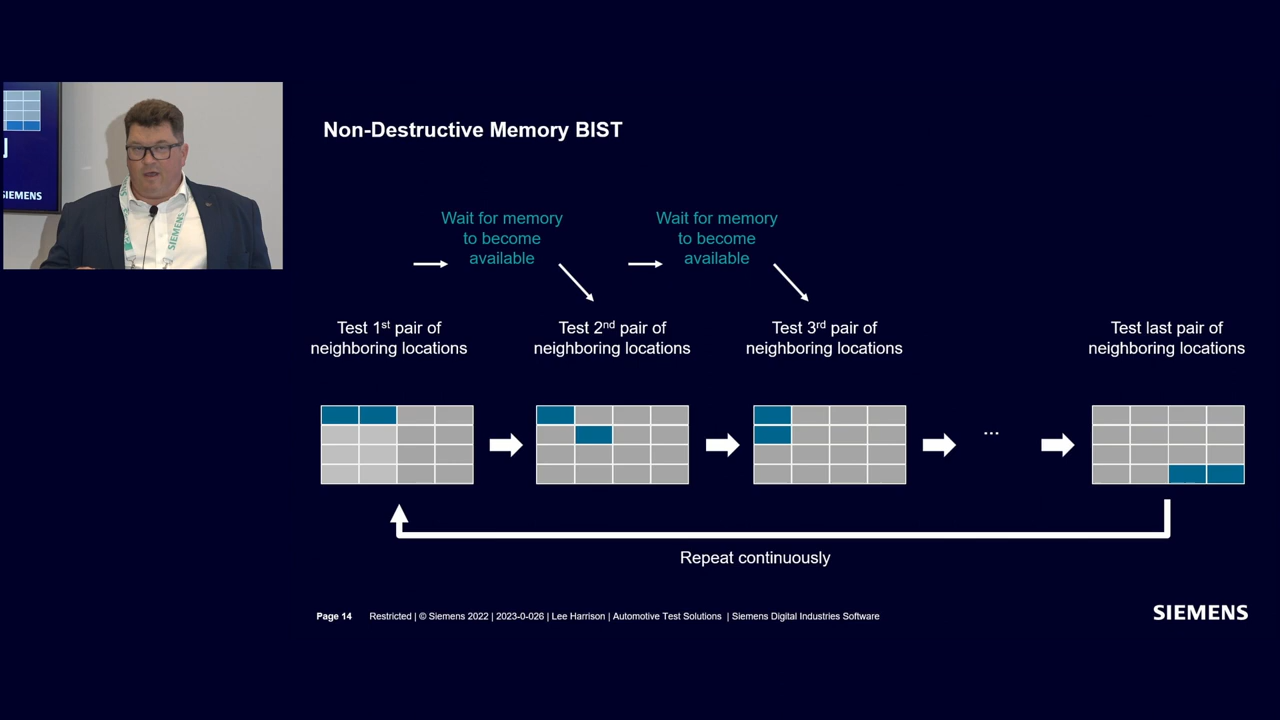 SIEMENS
SIEMENS
Non-Destructive Memory BIST
Wait for memory
to become
available
Wait for memory
to become
available
Test 1st pair of
neighboring locations
Test 2nd pair of
neighboring locations
Test 3rd pair of
neighboring locations
Test last pair of
neighboring locations
...
Repeat continuously
Page 14 Restricted | © Siemens 2022 | 2023-0-026 | Lee Harrison | Automotive Test Solutions | Siemens Digital Industries Software
SIEMENS